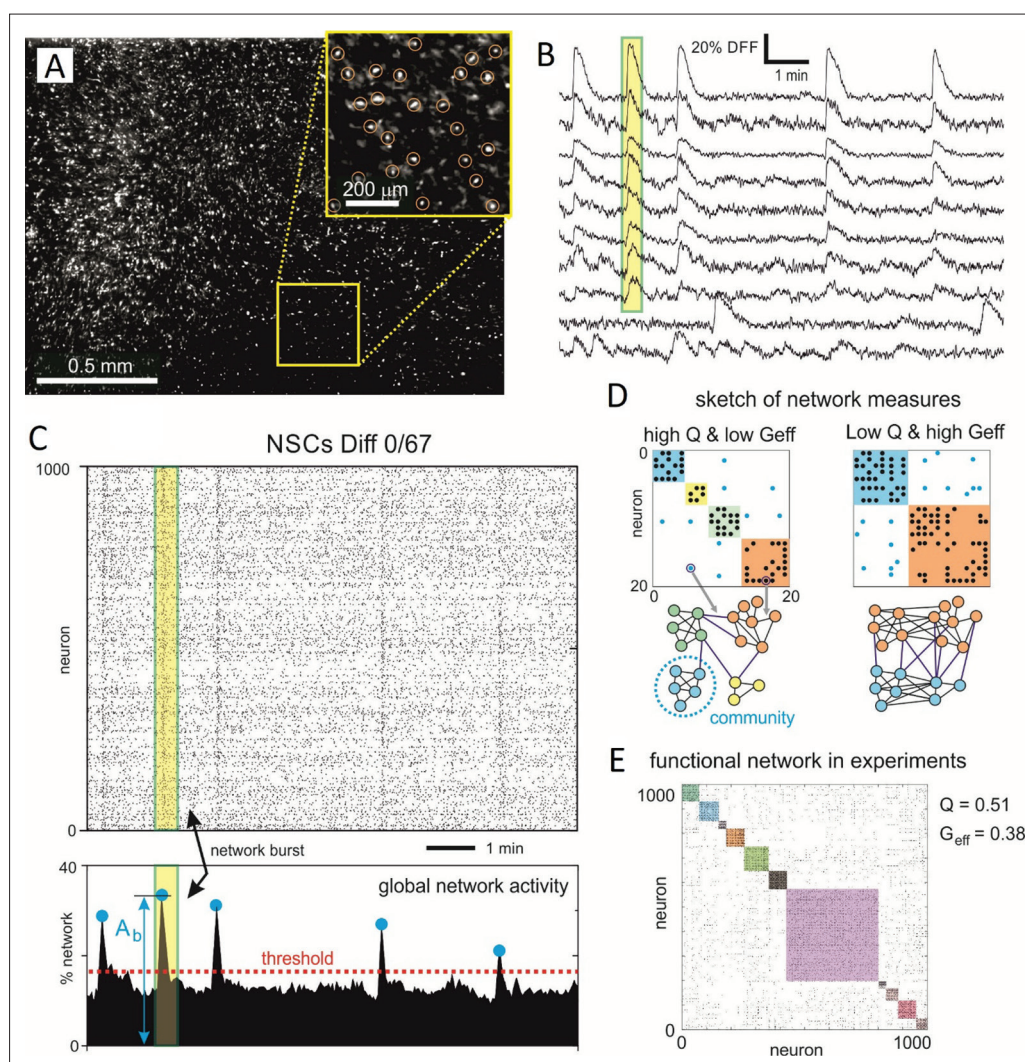 A
200 μm
0.5 mm
B
20% DFF
1 min
C
NSCs Diff 0/67
1000
neuron
0
network burst
1 min
40
global network activity
A_b
% network
threshold
0
D
sketch of network measures
high Q & low Geff
Low Q & high Geff
0
neuron
20
0
20
community
E
functional network in experiments
1000
Q = 0.51
G_eff = 0.38
neuron
0
0
1000
neuron